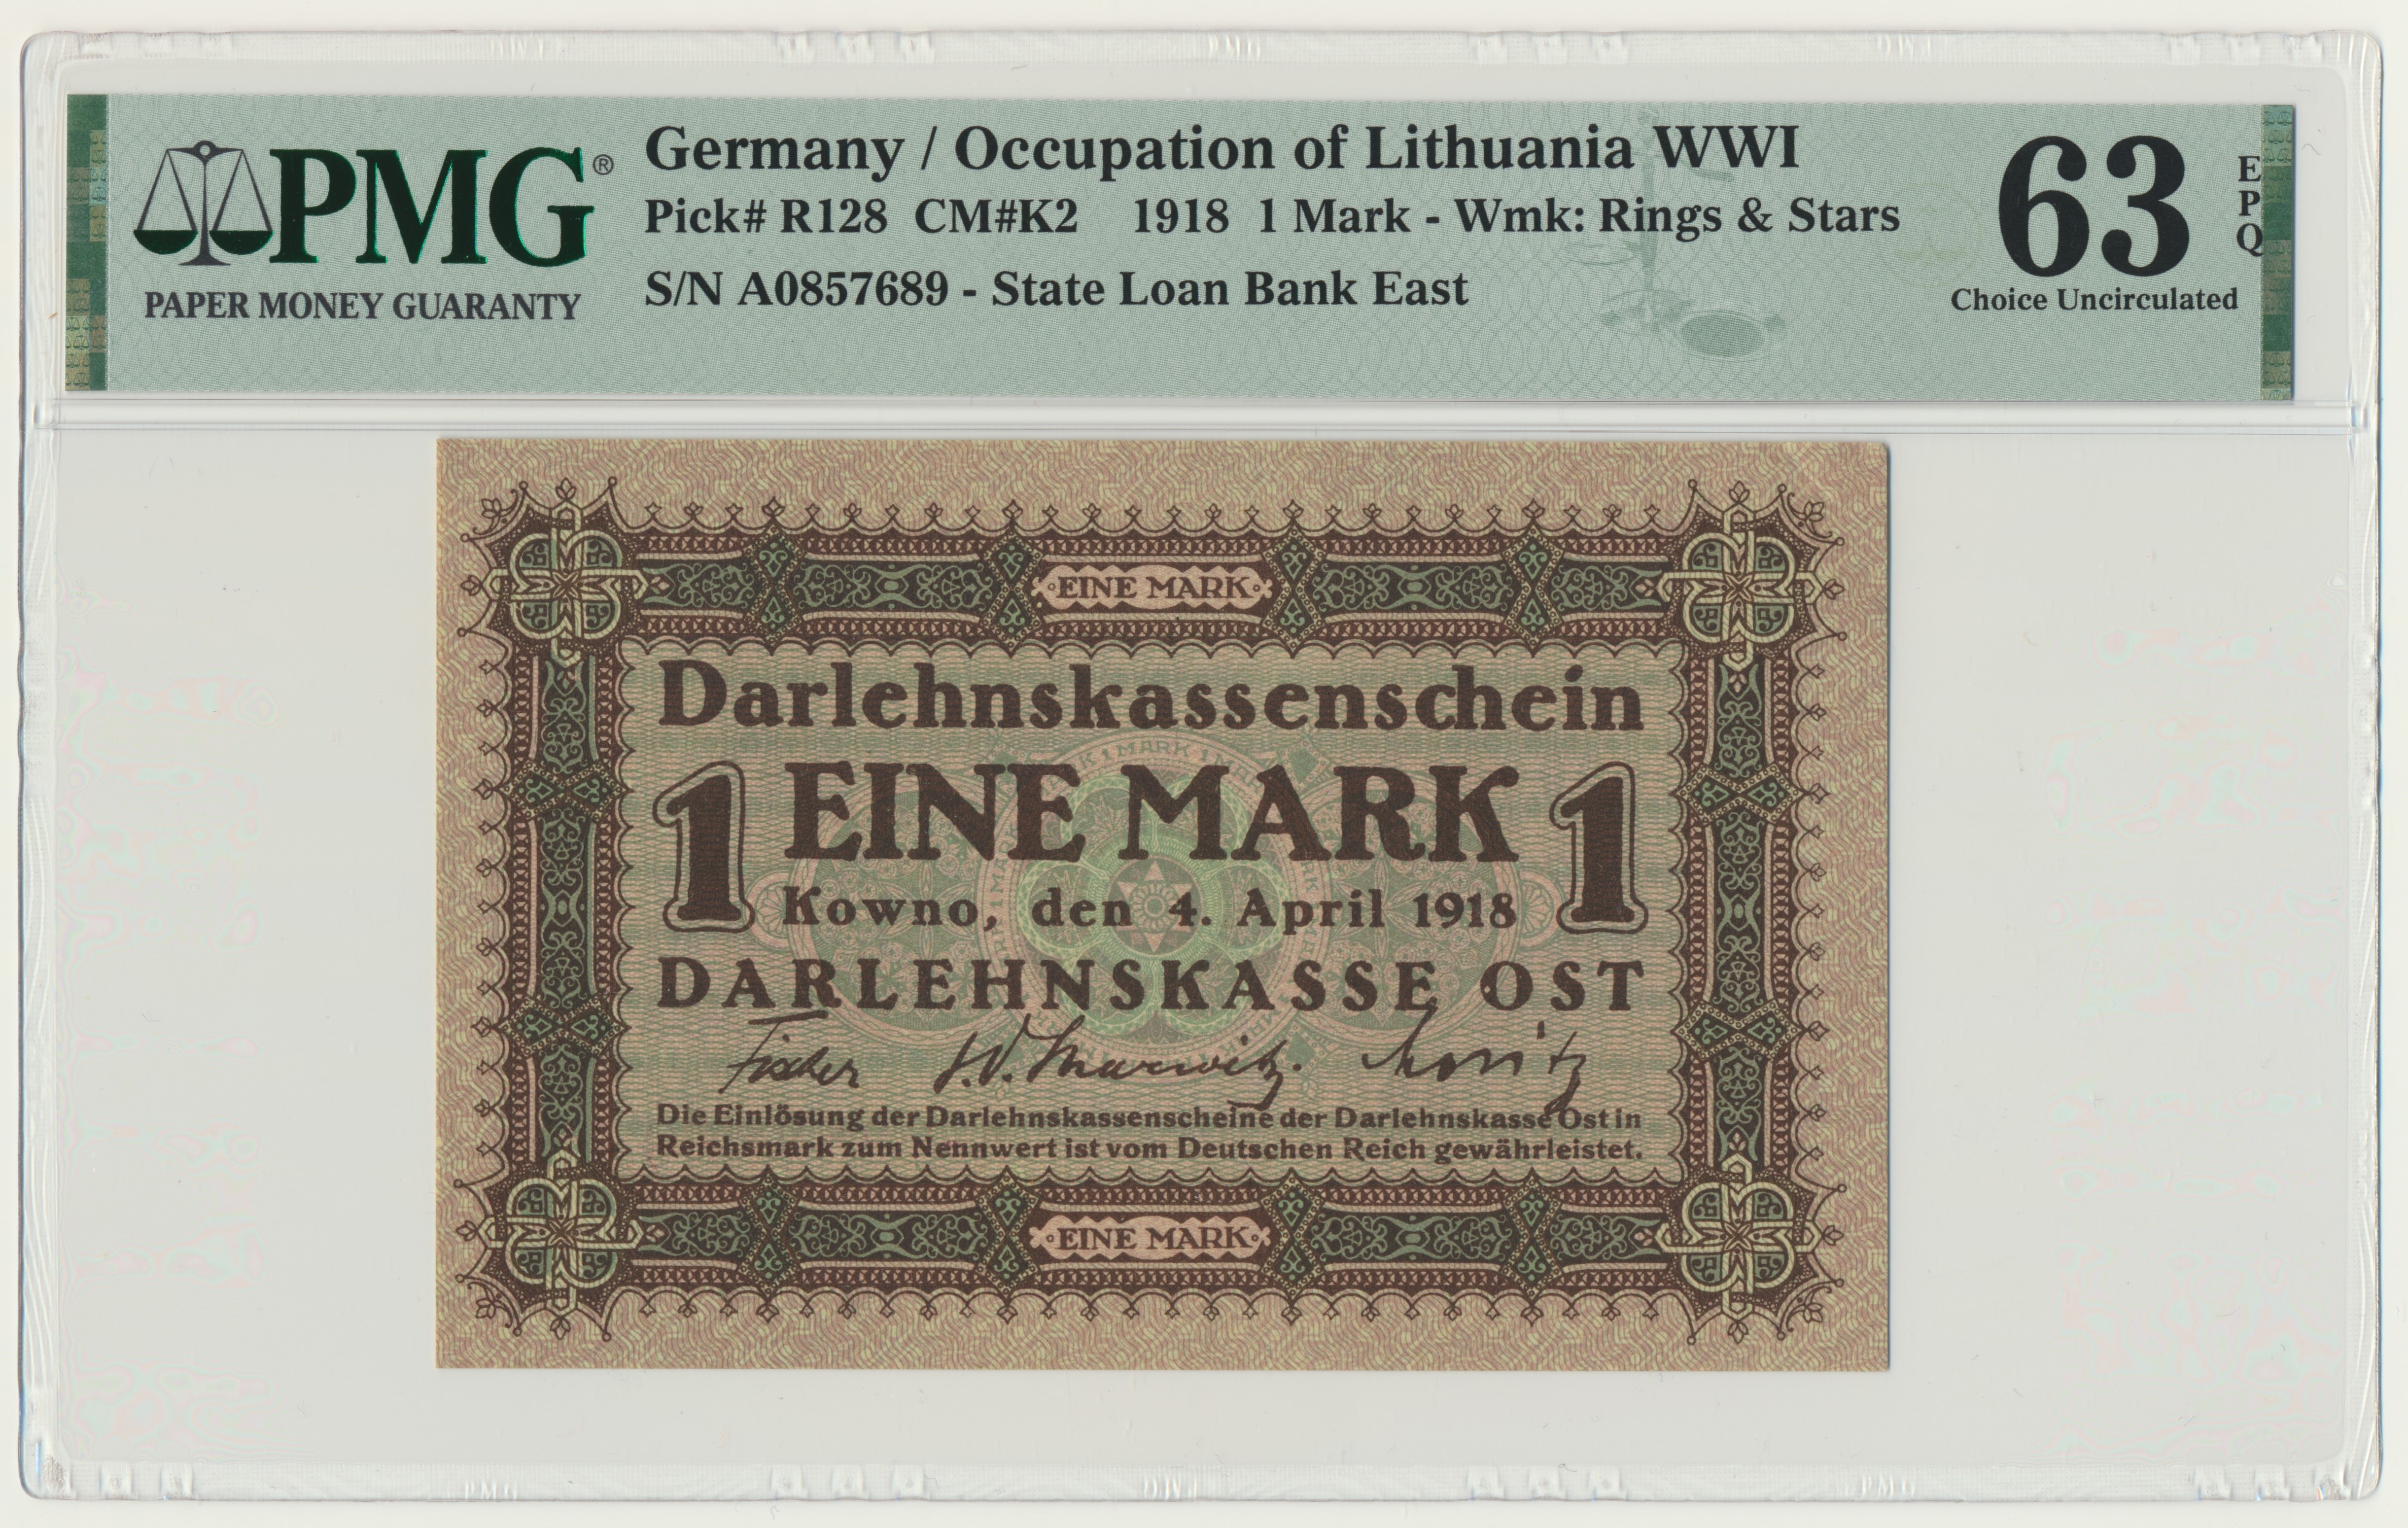 PMG®
PAPER MONEY GUARANTY
Germany / Occupation of Lithuania WWI
Pick# R128 CM#K2 1918 1 Mark - Wmk: Rings & Stars
S/N A0857689 - State Loan Bank East
63
EPQ
Choice Uncirculated
EINE MARK
Darlehnskassenschein
1 EINE MARK 1
Kowno, den 4. April 1918
DARLEHNSKASSE OST
Fischer
Die Einlösung der Darlehnskassenscheine der Darlehnskasse Ost in
Reichsmark zum Nennwert ist vom Deutschen Reich gewährleistet.
EINE MARK